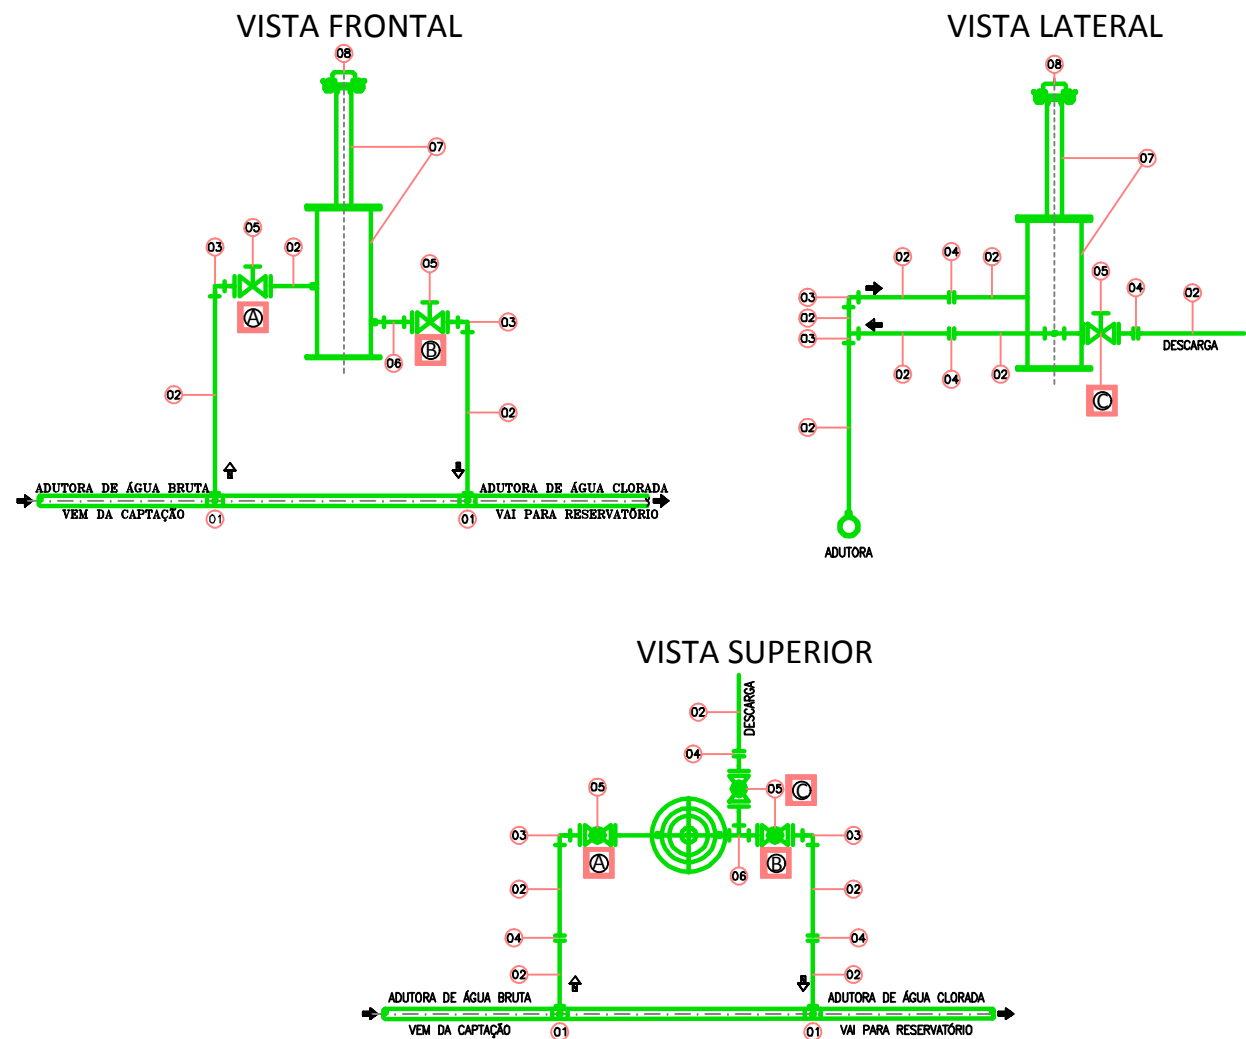 VISTA FRONTAL
08
07
05
03
02
05
A
03
B
06
02
02
ADUTORA DE ÁGUA BRUTA
ADUTORA DE ÁGUA CLORADA
VEM DA CAPTAÇÃO
VAI PARA RESERVATÓRIO
01
01
VISTA LATERAL
08
07
02
04
02
05
04
02
03
02
03
DESCARGA
02
04
02
C
02
ADUTORA
VISTA SUPERIOR
02
DESCARGA
04
05
05
C
03
03
A
B
06
02
02
04
04
02
02
ADUTORA DE ÁGUA BRUTA
ADUTORA DE ÁGUA CLORADA
VEM DA CAPTAÇÃO
VAI PARA RESERVATÓRIO
01
01